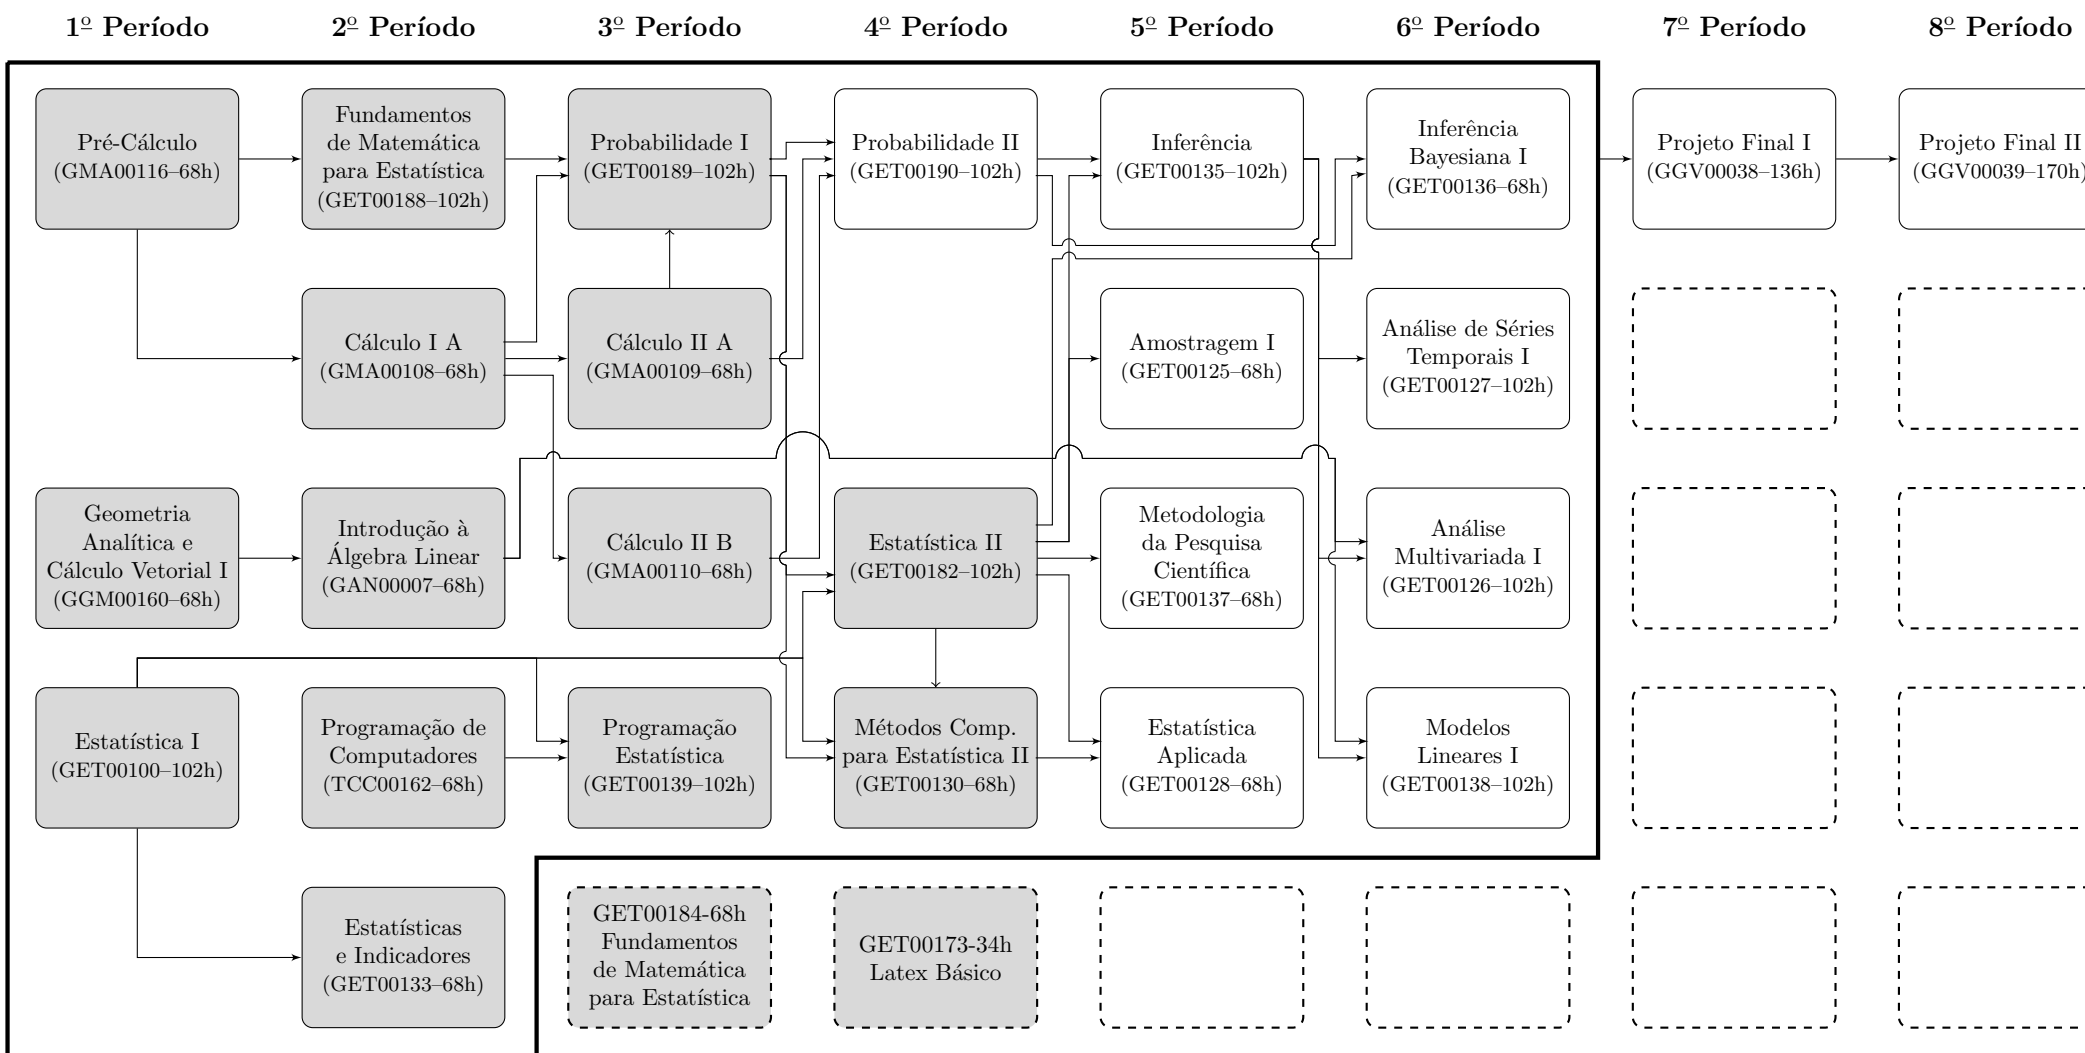 1º Período
2º Período
3º Período
4º Período
5º Período
6º Período
7º Período
8º Período
Pré-Cálculo
(GMA00116–68h)
Fundamentos
de Matemática
para Estatística
(GET00188–102h)
Probabilidade I
(GET00189–102h)
Probabilidade II
(GET00190–102h)
Inferência
(GET00135–102h)
Inferência
Bayesiana I
(GET00136–68h)
Projeto Final I
(GGV00038–136h)
Projeto Final II
(GGV00039–170h)
Cálculo I A
(GMA00108–68h)
Cálculo II A
(GMA00109–68h)
Amostragem I
(GET00125–68h)
Análise de Séries
Temporais I
(GET00127–102h)
Geometria
Analítica e
Cálculo Vetorial I
(GGM00160–68h)
Introdução à
Álgebra Linear
(GAN00007–68h)
Cálculo II B
(GMA00110–68h)
Estatística II
(GET00182–102h)
Metodologia
da Pesquisa
Científica
(GET00137–68h)
Análise
Multivariada I
(GET00126–102h)
Estatística I
(GET00100–102h)
Programação de
Computadores
(TCC00162–68h)
Programação
Estatística
(GET00139–102h)
Métodos Comp.
para Estatística II
(GET00130–68h)
Estatística
Aplicada
(GET00128–68h)
Modelos
Lineares I
(GET00138–102h)
Estatísticas
e Indicadores
(GET00133–68h)
GET00184-68h
Fundamentos
de Matemática
para Estatística
GET00173-34h
Latex Básico